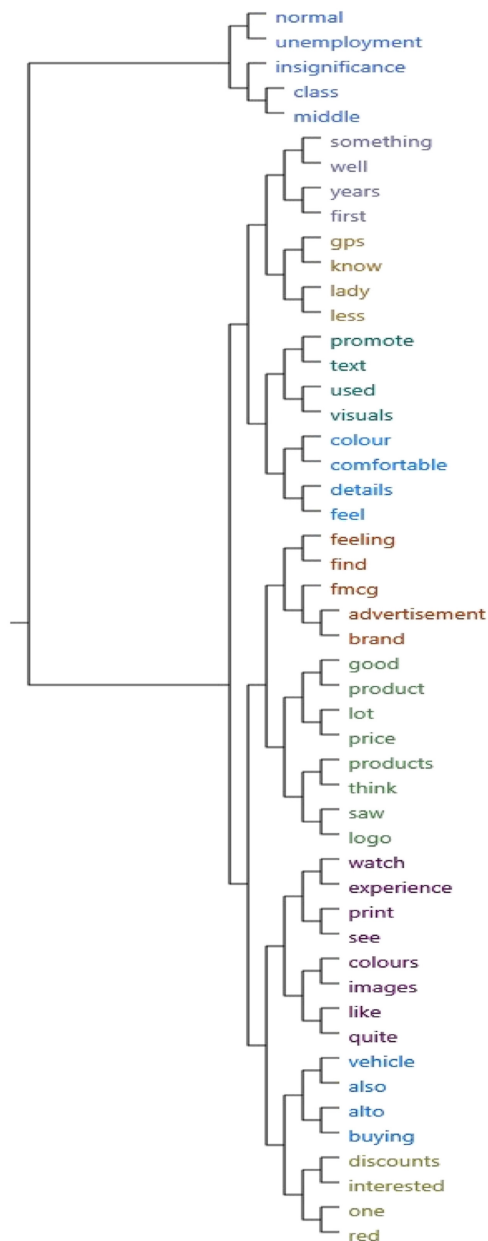 normal
unemployment
insignificance
class
middle
something
well
years
first
gps
know
lady
less
promote
text
used
visuals
colour
comfortable
details
feel
feeling
find
fmcg
advertisement
brand
good
product
lot
price
products
think
saw
logo
watch
experience
print
see
colours
images
like
quite
vehicle
also
alto
buying
discounts
interested
one
red